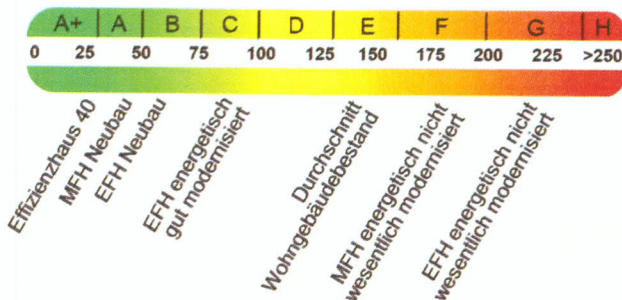 A+ A B C D E F G H
0 25 50 75 100 125 150 175 200 225 >250
Effizienzhaus 40
MFH Neubau
EFH Neubau
EFH energetisch
gut modernisiert
Durchschnitt
Wohngebäudebestand
MFH energetisch nicht
wesentlich modernisiert
EFH energetisch nicht
wesentlich modernisiert